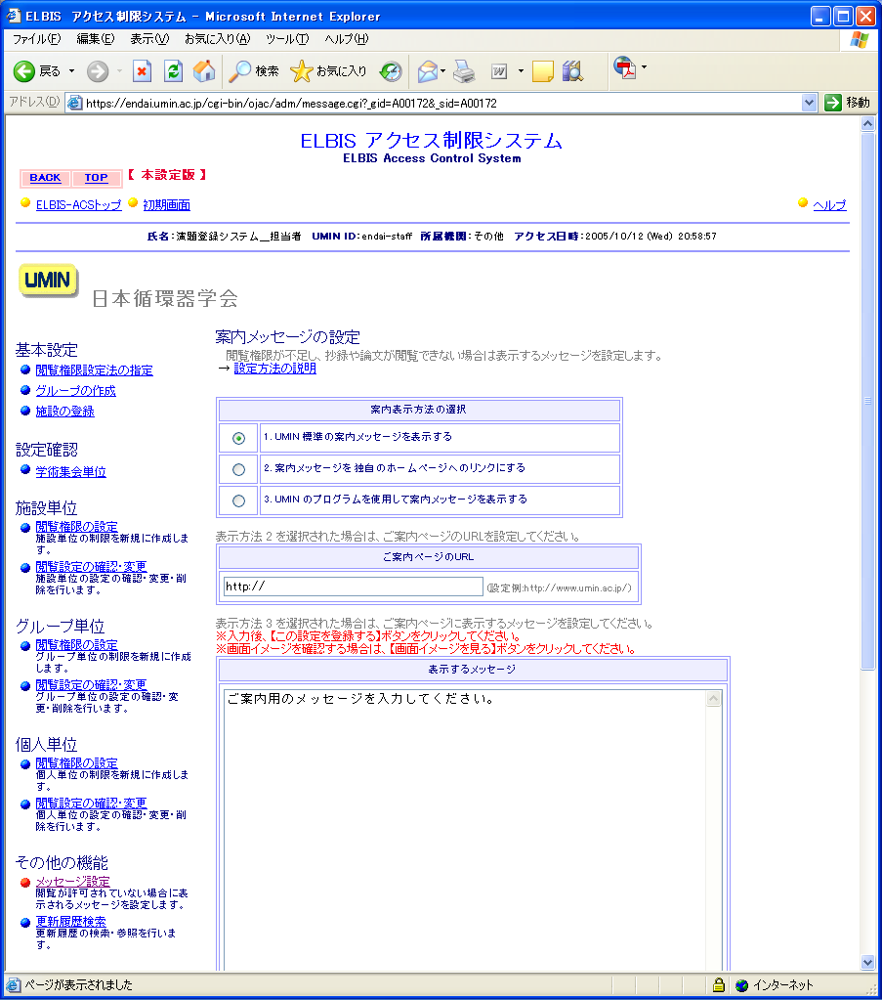 ELBIS アクセス制限システム - Microsoft Internet Explorer
ファイル(F) 編集(E) 表示(V) お気に入り(A) ツール(T) ヘルプ(H)
戻る 検索 お気に入り
アドレス(D) https://endai.umin.ac.jp/cgi-bin/ojac/adm/message.cgi?_gid=A00172&_sid=A00172 移動
ELBIS アクセス制限システム
ELBIS Access Control System
BACK TOP 【 本設定版 】
ELBIS-ACSトップ 初期画面 ヘルプ
氏名:演題登録システム__担当者 UMIN ID:endai-staff 所属機関:その他 アクセス日時:2005/10/12 (Wed) 20:58:57
UMIN 日本循環器学会
基本設定
閲覧権限設定法の指定
グループの作成
施設の登録
設定確認
学術集会単位
施設単位
閲覧権限の設定
施設単位の制限を新規に作成しま
す。
閲覧設定の確認・変更
施設単位の設定の確認・変更・削
除を行います。
グループ単位
閲覧権限の設定
グループ単位の制限を新規に作成
します。
閲覧設定の確認・変更
グループ単位の設定の確認・変
更・削除を行います。
個人単位
閲覧権限の設定
個人単位の制限を新規に作成しま
す。
閲覧設定の確認・変更
個人単位の設定の確認・変更・削
除を行います。
その他の機能
メッセージ設定
閲覧が許可されていない場合に表
示されるメッセージを設定します。
更新履歴検索
更新履歴の検索・参照を行いま
す。
案内メッセージの設定
閲覧権限が不足し、抄録や論文が閲覧できない場合は表示するメッセージを設定します。
→ 設定方法の説明
案内表示方法の選択
1. UMIN 標準の案内メッセージを表示する
2. 案内メッセージを独自のホームページへのリンクにする
3. UMIN のプログラムを使用して案内メッセージを表示する
表示方法 2 を選択された場合は、ご案内ページのURLを設定してください。
ご案内ページのURL
http:// (設定例:http://www.umin.ac.jp/)
表示方法 3 を選択された場合は、ご案内ページに表示するメッセージを設定してください。
※入力後、【この設定を登録する】ボタンをクリックしてください。
※画面イメージを確認する場合は、【画面イメージを見る】ボタンをクリックしてください。
表示するメッセージ
ご案内用のメッセージを入力してください。
ページが表示されました インターネット